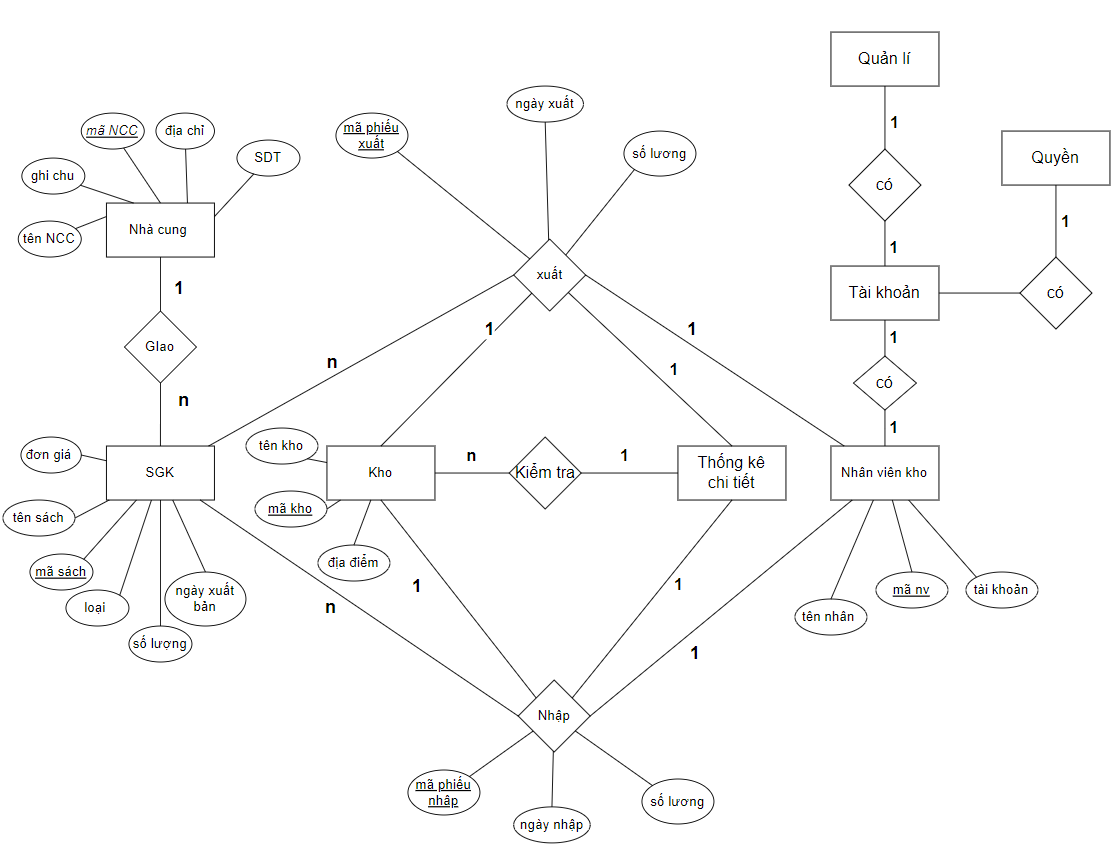 Quản lí
1
ngày xuất
mã phiếu
xuất
mã NCC
địa chỉ
SDT
số lương
Quyền
ghi chu
có
1
tên NCC
Nhà cung
1
xuất
Tài khoản
có
1
GIao
n
1
n
1
1
1
có
1
đơn giá
SGK
tên kho
Kho
n
Kiểm tra
1
Thống kê
chi tiết
Nhân viên kho
tên sách
mã kho
mã sách
địa điểm
loại
ngày xuất
bản
số lượng
n
1
1
1
tên nhân
mã nv
tài khoản
Nhập
mã phiếu
nhâp
ngày nhập
số lương